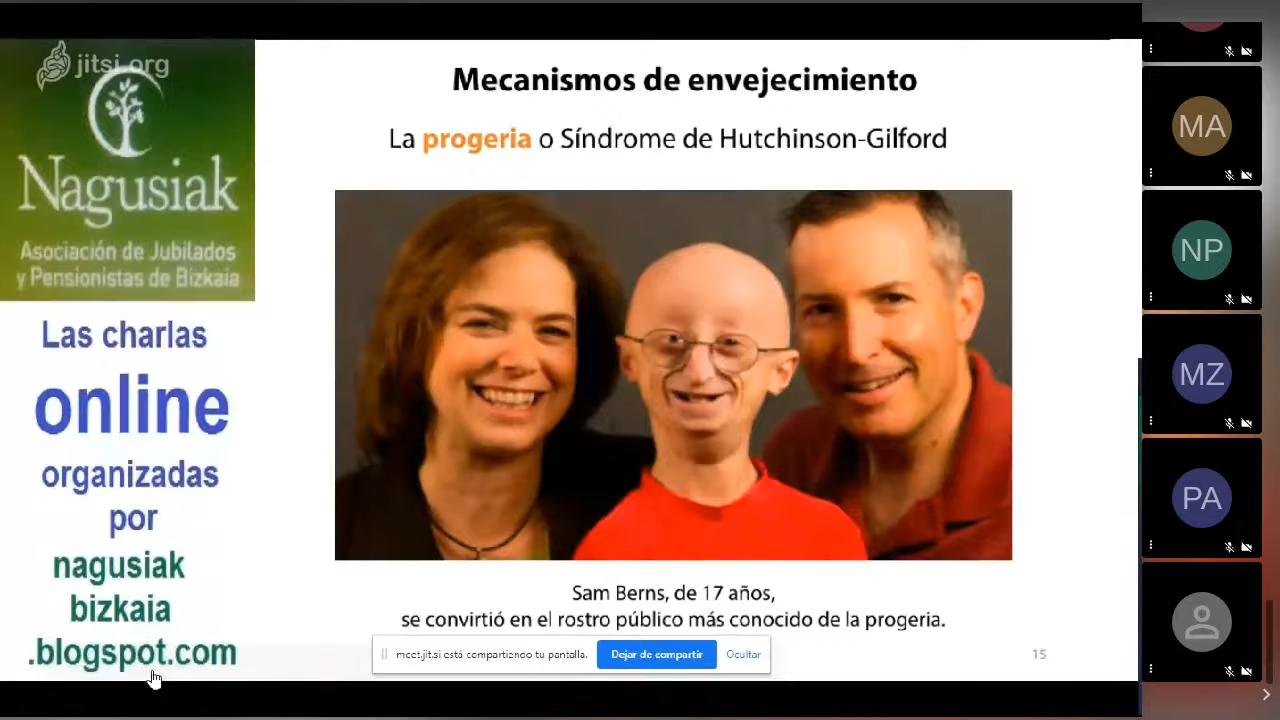 jitsi.org
Nagusiak
Asociación de Jubilados
y Pensionistas de Bizkaia
Las charlas
online
organizadas
por
nagusiak
bizkaia
.blogspot.com
Mecanismos de envejecimiento
La progeria o Síndrome de Hutchinson-Gilford
Sam Berns, de 17 años,
se convirtió en el rostro público más conocido de la progeria.
meet.jit.si está compartiendo tu pantalla. Dejar de compartir Ocultar
15
MA
NP
MZ
PA